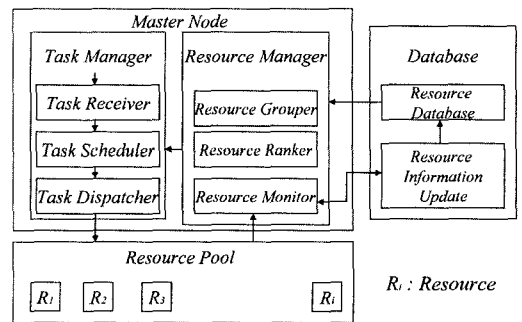 Master Node
Task Manager
Task Receiver
Task Scheduler
Task Dispatcher
Resource Manager
Resource Grouper
Resource Ranker
Resource Monitor
Database
Resource
Database
Resource
Information
Update
Resource Pool
R1 R2 R3 Ri
Ri : Resource